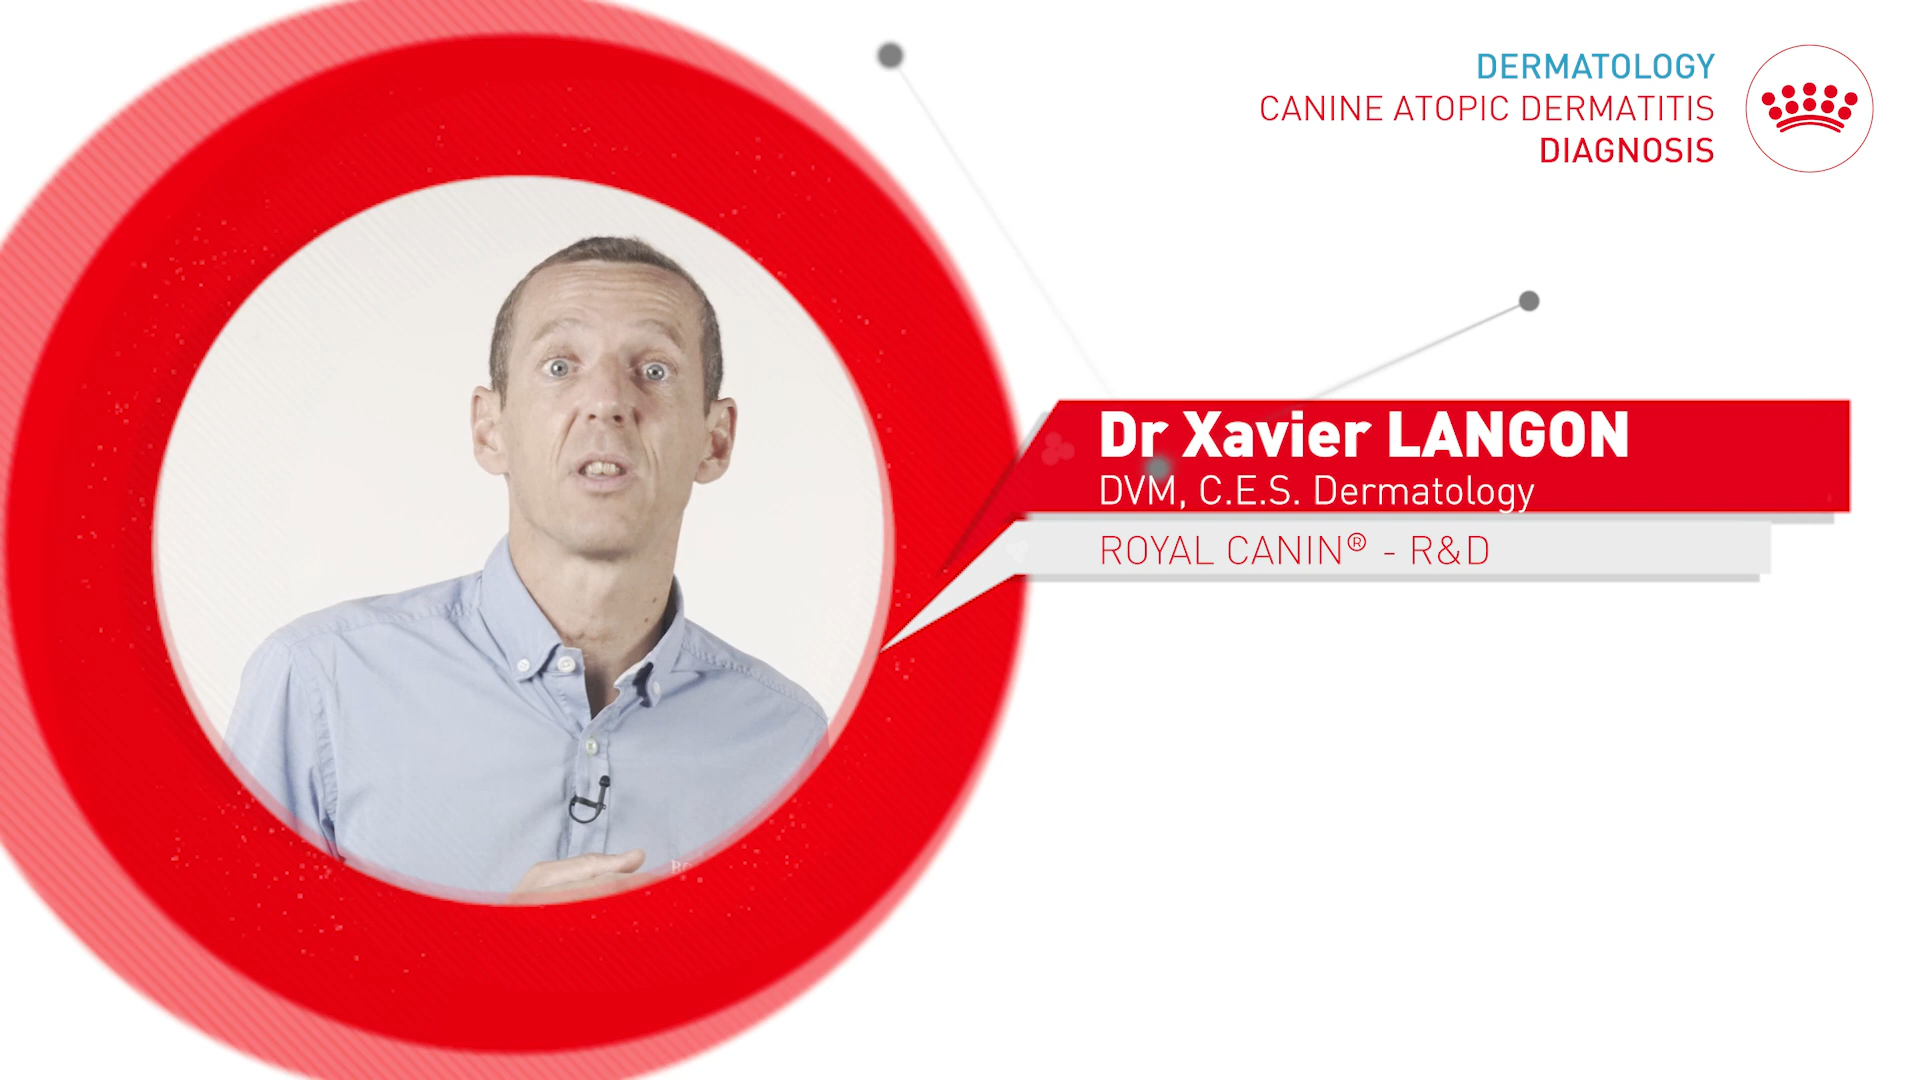 DERMATOLOGY
CANINE ATOPIC DERMATITIS
DIAGNOSIS
Dr Xavier LANGON
DVM, C.E.S. Dermatology
ROYAL CANIN® - R&D